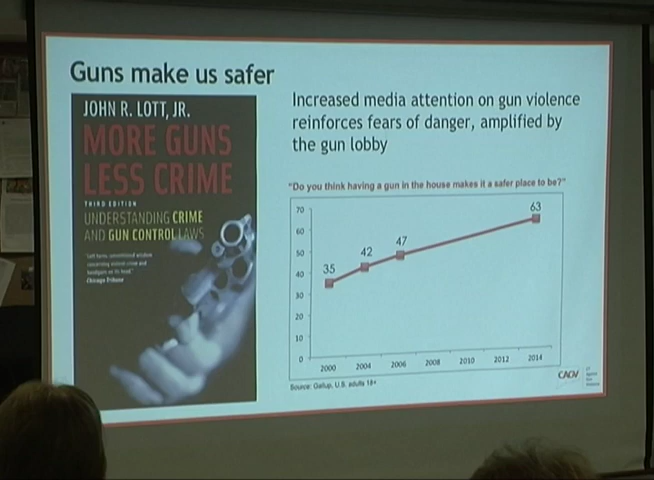 Guns make us safer
JOHN R. LOTT, JR.
MORE GUNS
LESS CRIME
THIRD EDITION
UNDERSTANDING CRIME
AND GUN CONTROL LAWS
Chicago Tribune
Increased media attention on gun violence
reinforces fears of danger, amplified by
the gun lobby
"Do you think having a gun in the house makes it a safer place to be?"
70
60
50
40
30
20
10
0
35
42
47
63
2000 2004 2006 2008 2010 2012 2014
Source: Gallup, U.S. adults 18+
CAGV